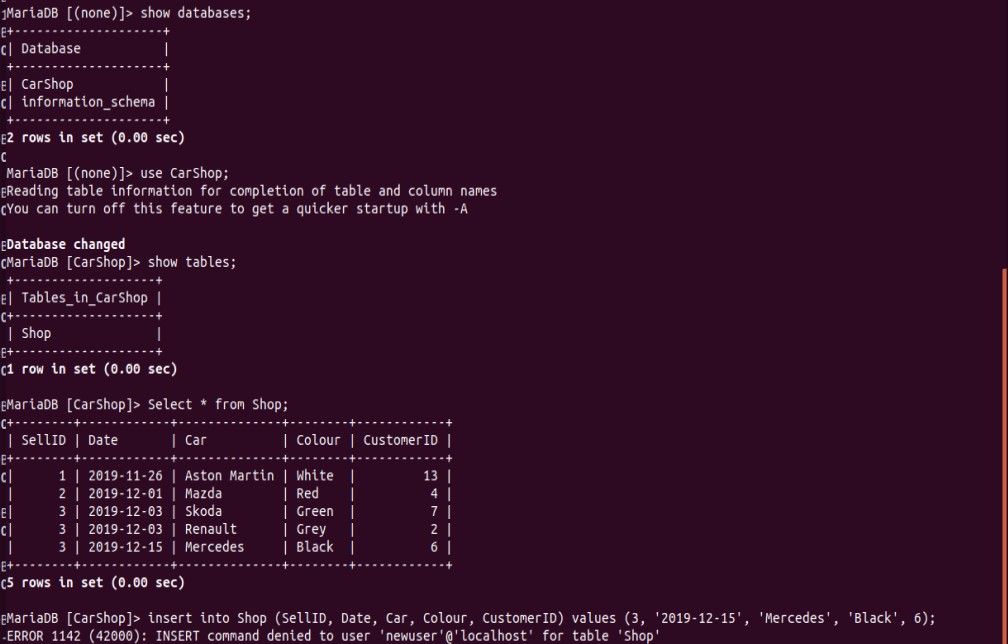 MariaDB [(none)]> show databases;
+--------------------+
| Database           |
+--------------------+
| CarShop            |
| information_schema |
+--------------------+
2 rows in set (0.00 sec)
MariaDB [(none)]> use CarShop;
Reading table information for completion of table and column names
You can turn off this feature to get a quicker startup with -A
Database changed
MariaDB [CarShop]> show tables;
+-------------------+
| Tables_in_CarShop |
+-------------------+
| Shop              |
+-------------------+
1 row in set (0.00 sec)
MariaDB [CarShop]> Select * from Shop;
+--------+------------+--------------+--------+------------+
| SellID | Date       | Car          | Colour | CustomerID |
+--------+------------+--------------+--------+------------+
|      1 | 2019-11-26 | Aston Martin | White  |         13 |
|      2 | 2019-12-01 | Mazda        | Red    |          4 |
|      3 | 2019-12-03 | Skoda        | Green  |          7 |
|      3 | 2019-12-03 | Renault      | Grey   |          2 |
|      3 | 2019-12-15 | Mercedes     | Black  |          6 |
+--------+------------+--------------+--------+------------+
5 rows in set (0.00 sec)
MariaDB [CarShop]> insert into Shop (SellID, Date, Car, Colour, CustomerID) values (3, '2019-12-15', 'Mercedes', 'Black', 6);
ERROR 1142 (42000): INSERT command denied to user 'newuser'@'localhost' for table 'Shop'